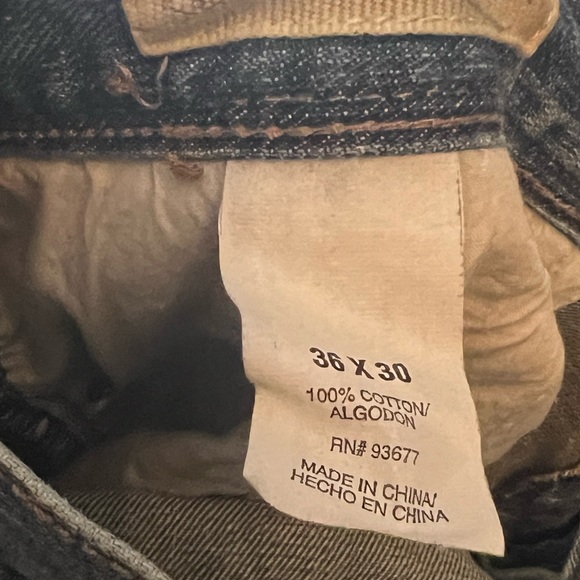 36 X 30
100% COTTON/
ALGODON
RN# 93677
MADE IN CHINA/
HECHO EN CHINA